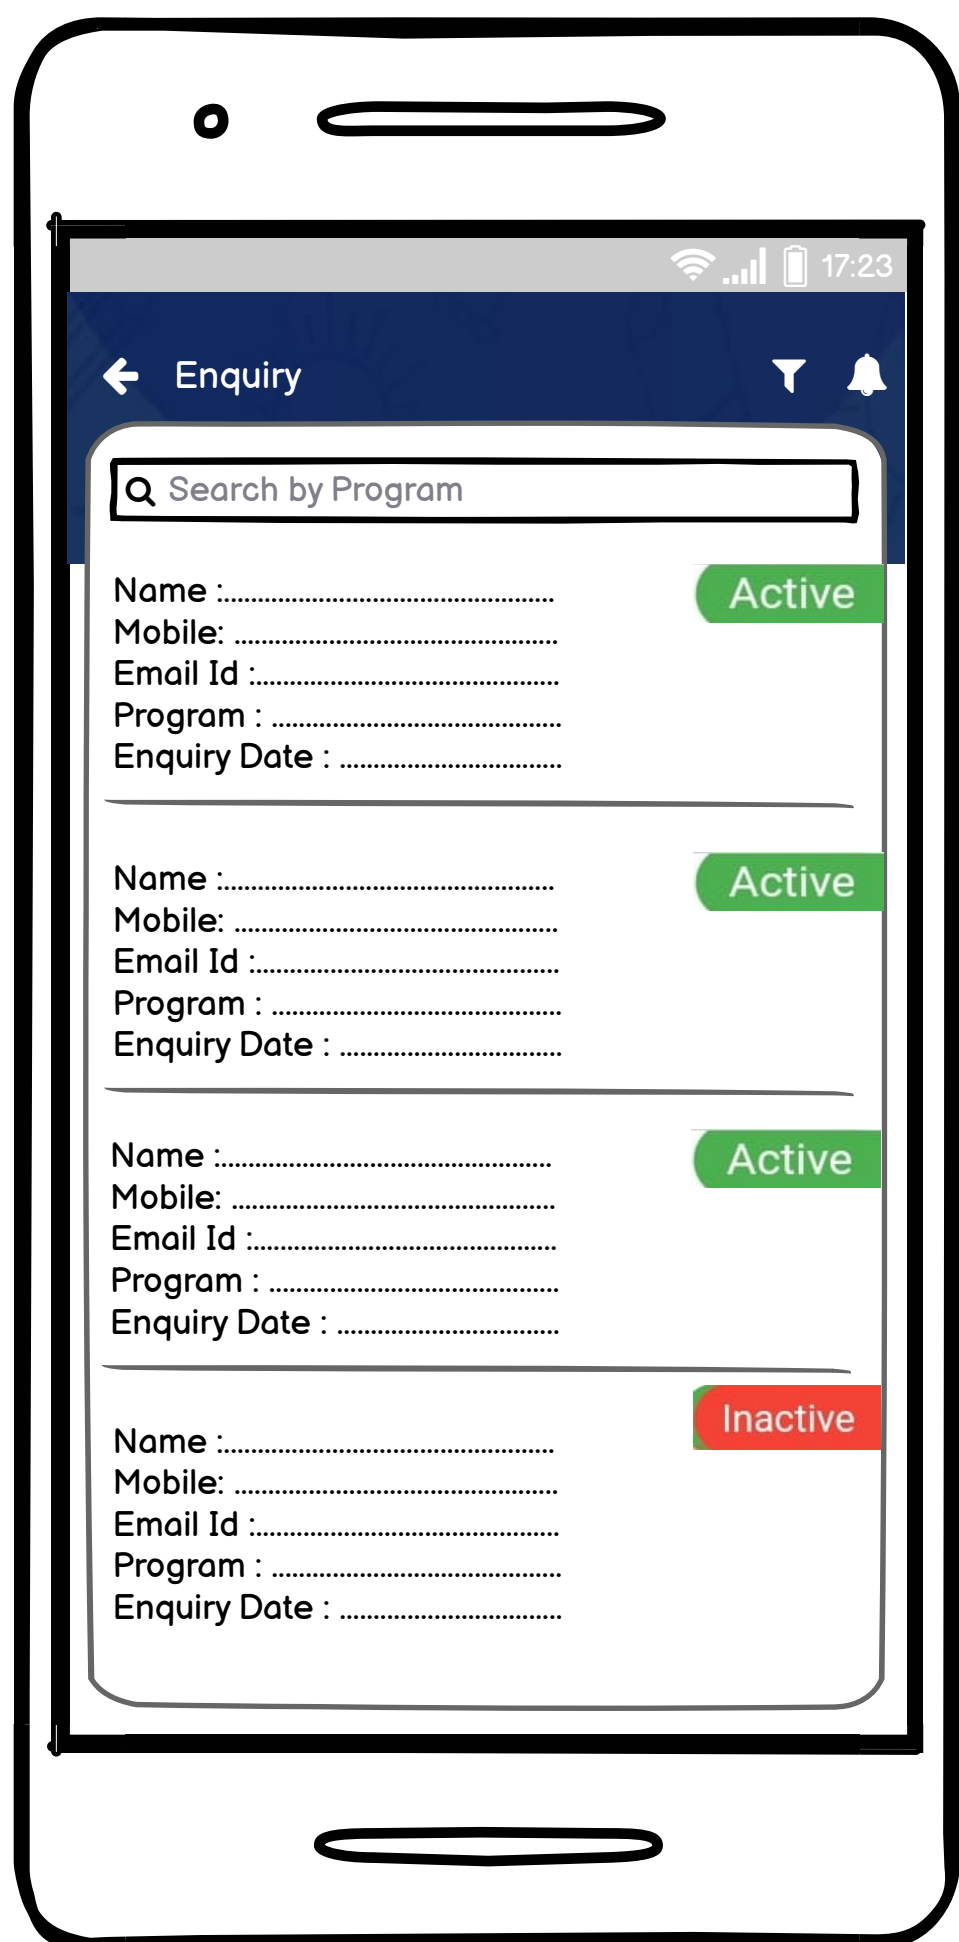 17:23
Enquiry
Search by Program
Name :.................................................
Active
Mobile: ................................................
Email Id :.............................................
Program : ...........................................
Enquiry Date : .................................
Name :.................................................
Active
Mobile: ................................................
Email Id :.............................................
Program : ...........................................
Enquiry Date : .................................
Name :.................................................
Active
Mobile: ................................................
Email Id :.............................................
Program : ...........................................
Enquiry Date : .................................
Inactive
Name :.................................................
Mobile: ................................................
Email Id :.............................................
Program : ...........................................
Enquiry Date : .................................